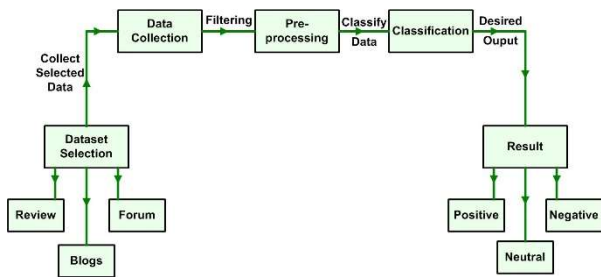 Data
Collection
Filtering
Pre-
processing
Classify
Data
Classification
Desired
Ouput
Collect
Selected
Data
Dataset
Selection
Result
Review
Forum
Blogs
Positive
Negative
Neutral